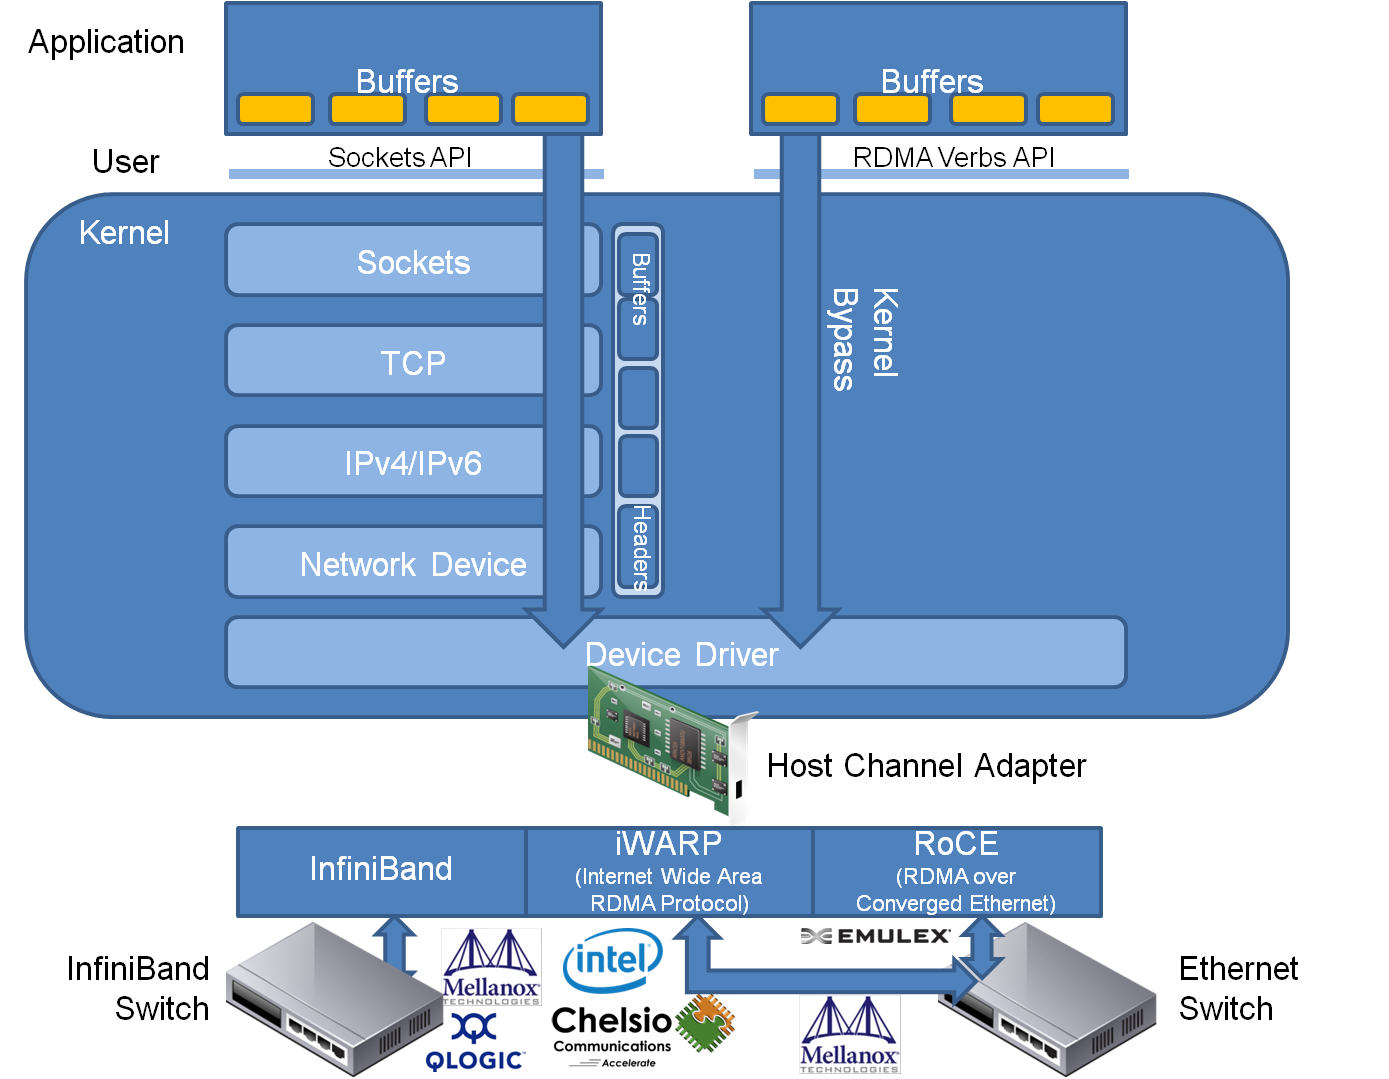 Application
Buffers
Buffers
User
Sockets API
RDMA Verbs API
Kernel
Sockets
Buffers
TCP
Kernel
Bypass
IPv4/IPv6
Network Device
Headers
Device Driver
Host Channel Adapter
InfiniBand
iWARP
(Internet Wide Area
RDMA Protocol)
RoCE
(RDMA over
Converged Ethernet)
InfiniBand
Switch
Mellanox
TECHNOLOGIES
QLOGIC
intel
Chelsio
Communications
Accelerate
EMULEX
Mellanox
TECHNOLOGIES
Ethernet
Switch